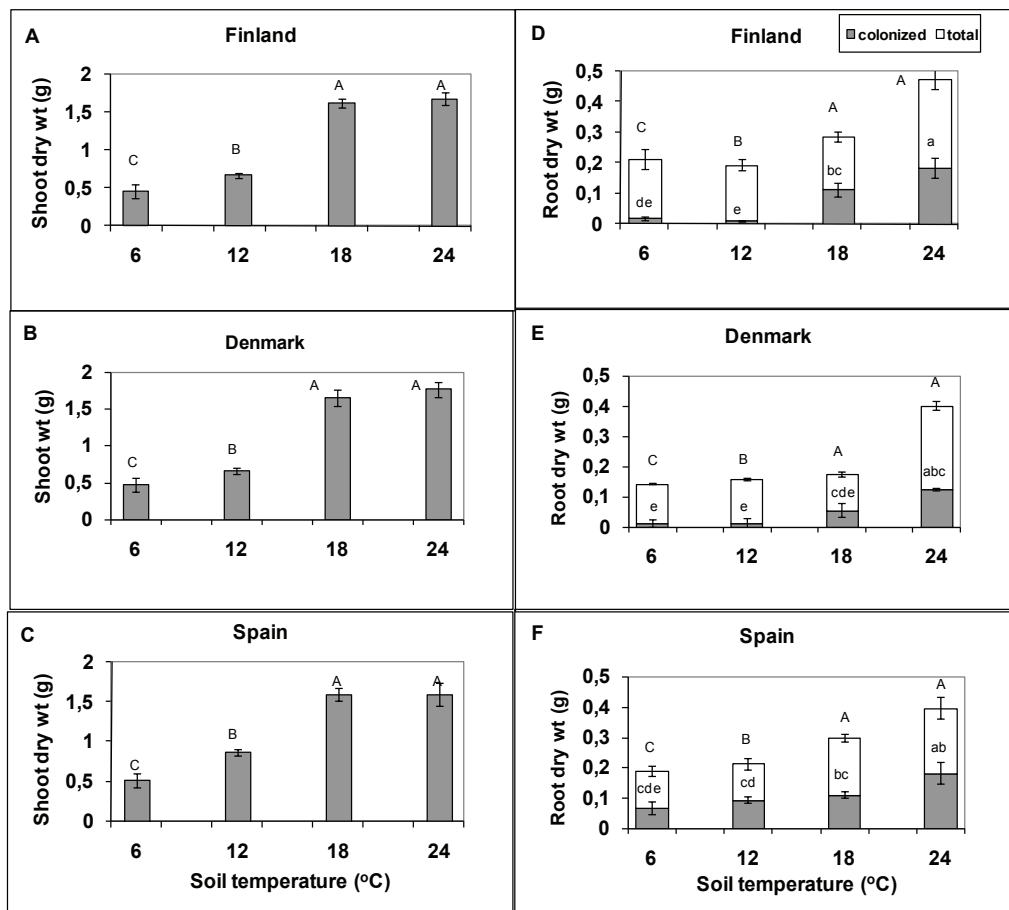 A
Finland
Shoot dry wt (g)
2
1,5
1
0,5
0
C
B
A
A
6 12 18 24
D
Finland
colonized total
Root dry wt (g)
0,5
0,4
0,3
0,2
0,1
0
C
B
A
A
de
e
bc
a
6 12 18 24
B
Denmark
Shoot wt (g)
2
1,5
1
0,5
0
C
B
A
A
6 12 18 24
E
Denmark
Root dry wt (g)
0,5
0,4
0,3
0,2
0,1
0
C
B
A
A
e
e
cde
abc
6 12 18 24
C
Spain
Shoot dry wt (g)
2
1,5
1
0,5
0
C
B
A
A
6 12 18 24
Soil temperature (ºC)
F
Spain
Root dry wt (g)
0,5
0,4
0,3
0,2
0,1
0
C
B
A
A
cde
cd
bc
ab
6 12 18 24
Soil temperature (ºC)